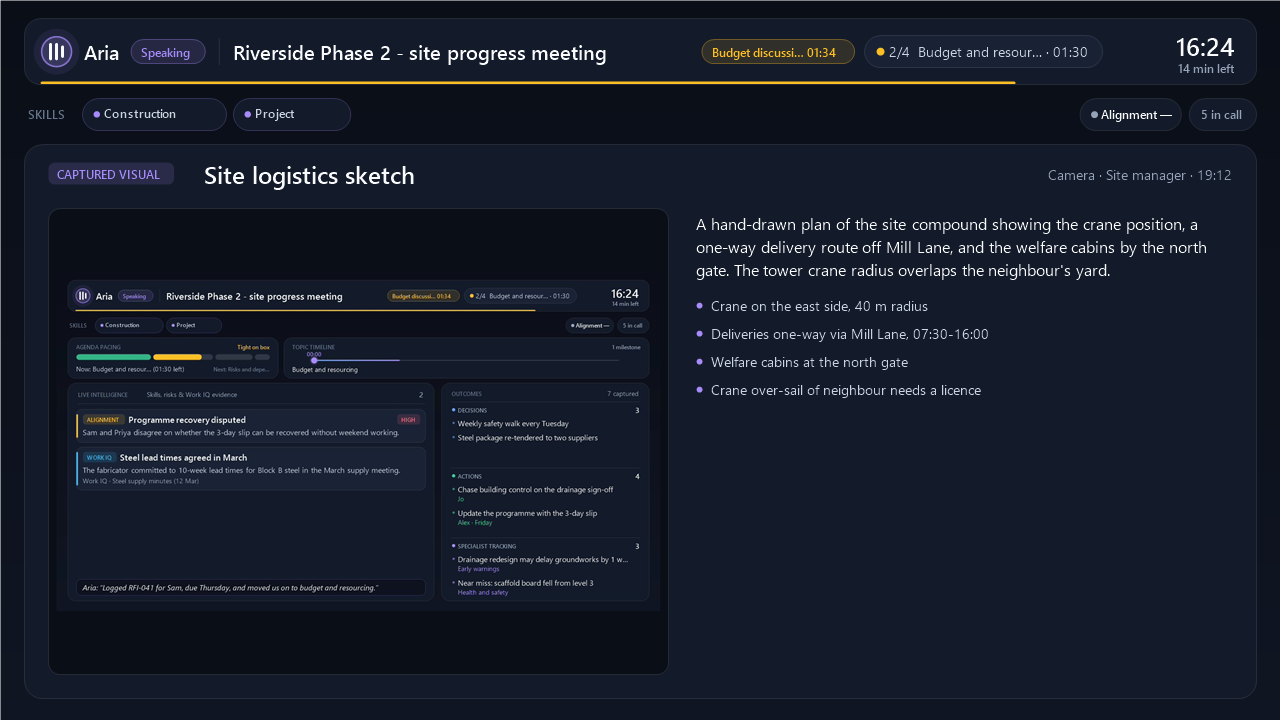 Aria
Speaking
Riverside Phase 2 - site progress meeting
Budget discussi... 01:34
2/4 Budget and resour... · 01:30
16:24
14 min left
SKILLS
Construction
Project
Alignment —
5 in call
CAPTURED VISUAL
Site logistics sketch
Camera · Site manager · 19:12
Aria
Speaking
Riverside Phase 2 - site progress meeting
Budget discussi... 01:34
2/4 Budget and resour... · 01:30
16:24
14 min left
SKILLS
Construction
Project
Alignment —
5 in call
AGENDA PACING
Tight on box
Now: Budget and resour... (01:30 left)
Next: Risks and depe...
TOPIC TIMELINE
1 milestone
00:00
Budget and resourcing
LIVE INTELLIGENCE
Skills, risks & Work IQ evidence
2
ALIGNMENT
Programme recovery disputed
HIGH
Sam and Priya disagree on whether the 3-day slip can be recovered without weekend working.
WORK IQ
Steel lead times agreed in March
The fabricator committed to 10-week lead times for Block B steel in the March supply meeting.
Work IQ · Steel supply minutes (12 Mar)
Aria: "Logged RFI-041 for Sam, due Thursday, and moved us on to budget and resourcing."
OUTCOMES
7 captured
DECISIONS
3
Weekly safety walk every Tuesday
Steel package re-tendered to two suppliers
ACTIONS
4
Chase building control on the drainage sign-off
Jo
Update the programme with the 3-day slip
Alex · Friday
SPECIALIST TRACKING
3
Drainage redesign may delay groundworks by 1 w...
Early warnings
Near miss: scaffold board fell from level 3
Health and safety
A hand-drawn plan of the site compound showing the crane position, a
one-way delivery route off Mill Lane, and the welfare cabins by the north
gate. The tower crane radius overlaps the neighbour's yard.
Crane on the east side, 40 m radius
Deliveries one-way via Mill Lane, 07:30-16:00
Welfare cabins at the north gate
Crane over-sail of neighbour needs a licence